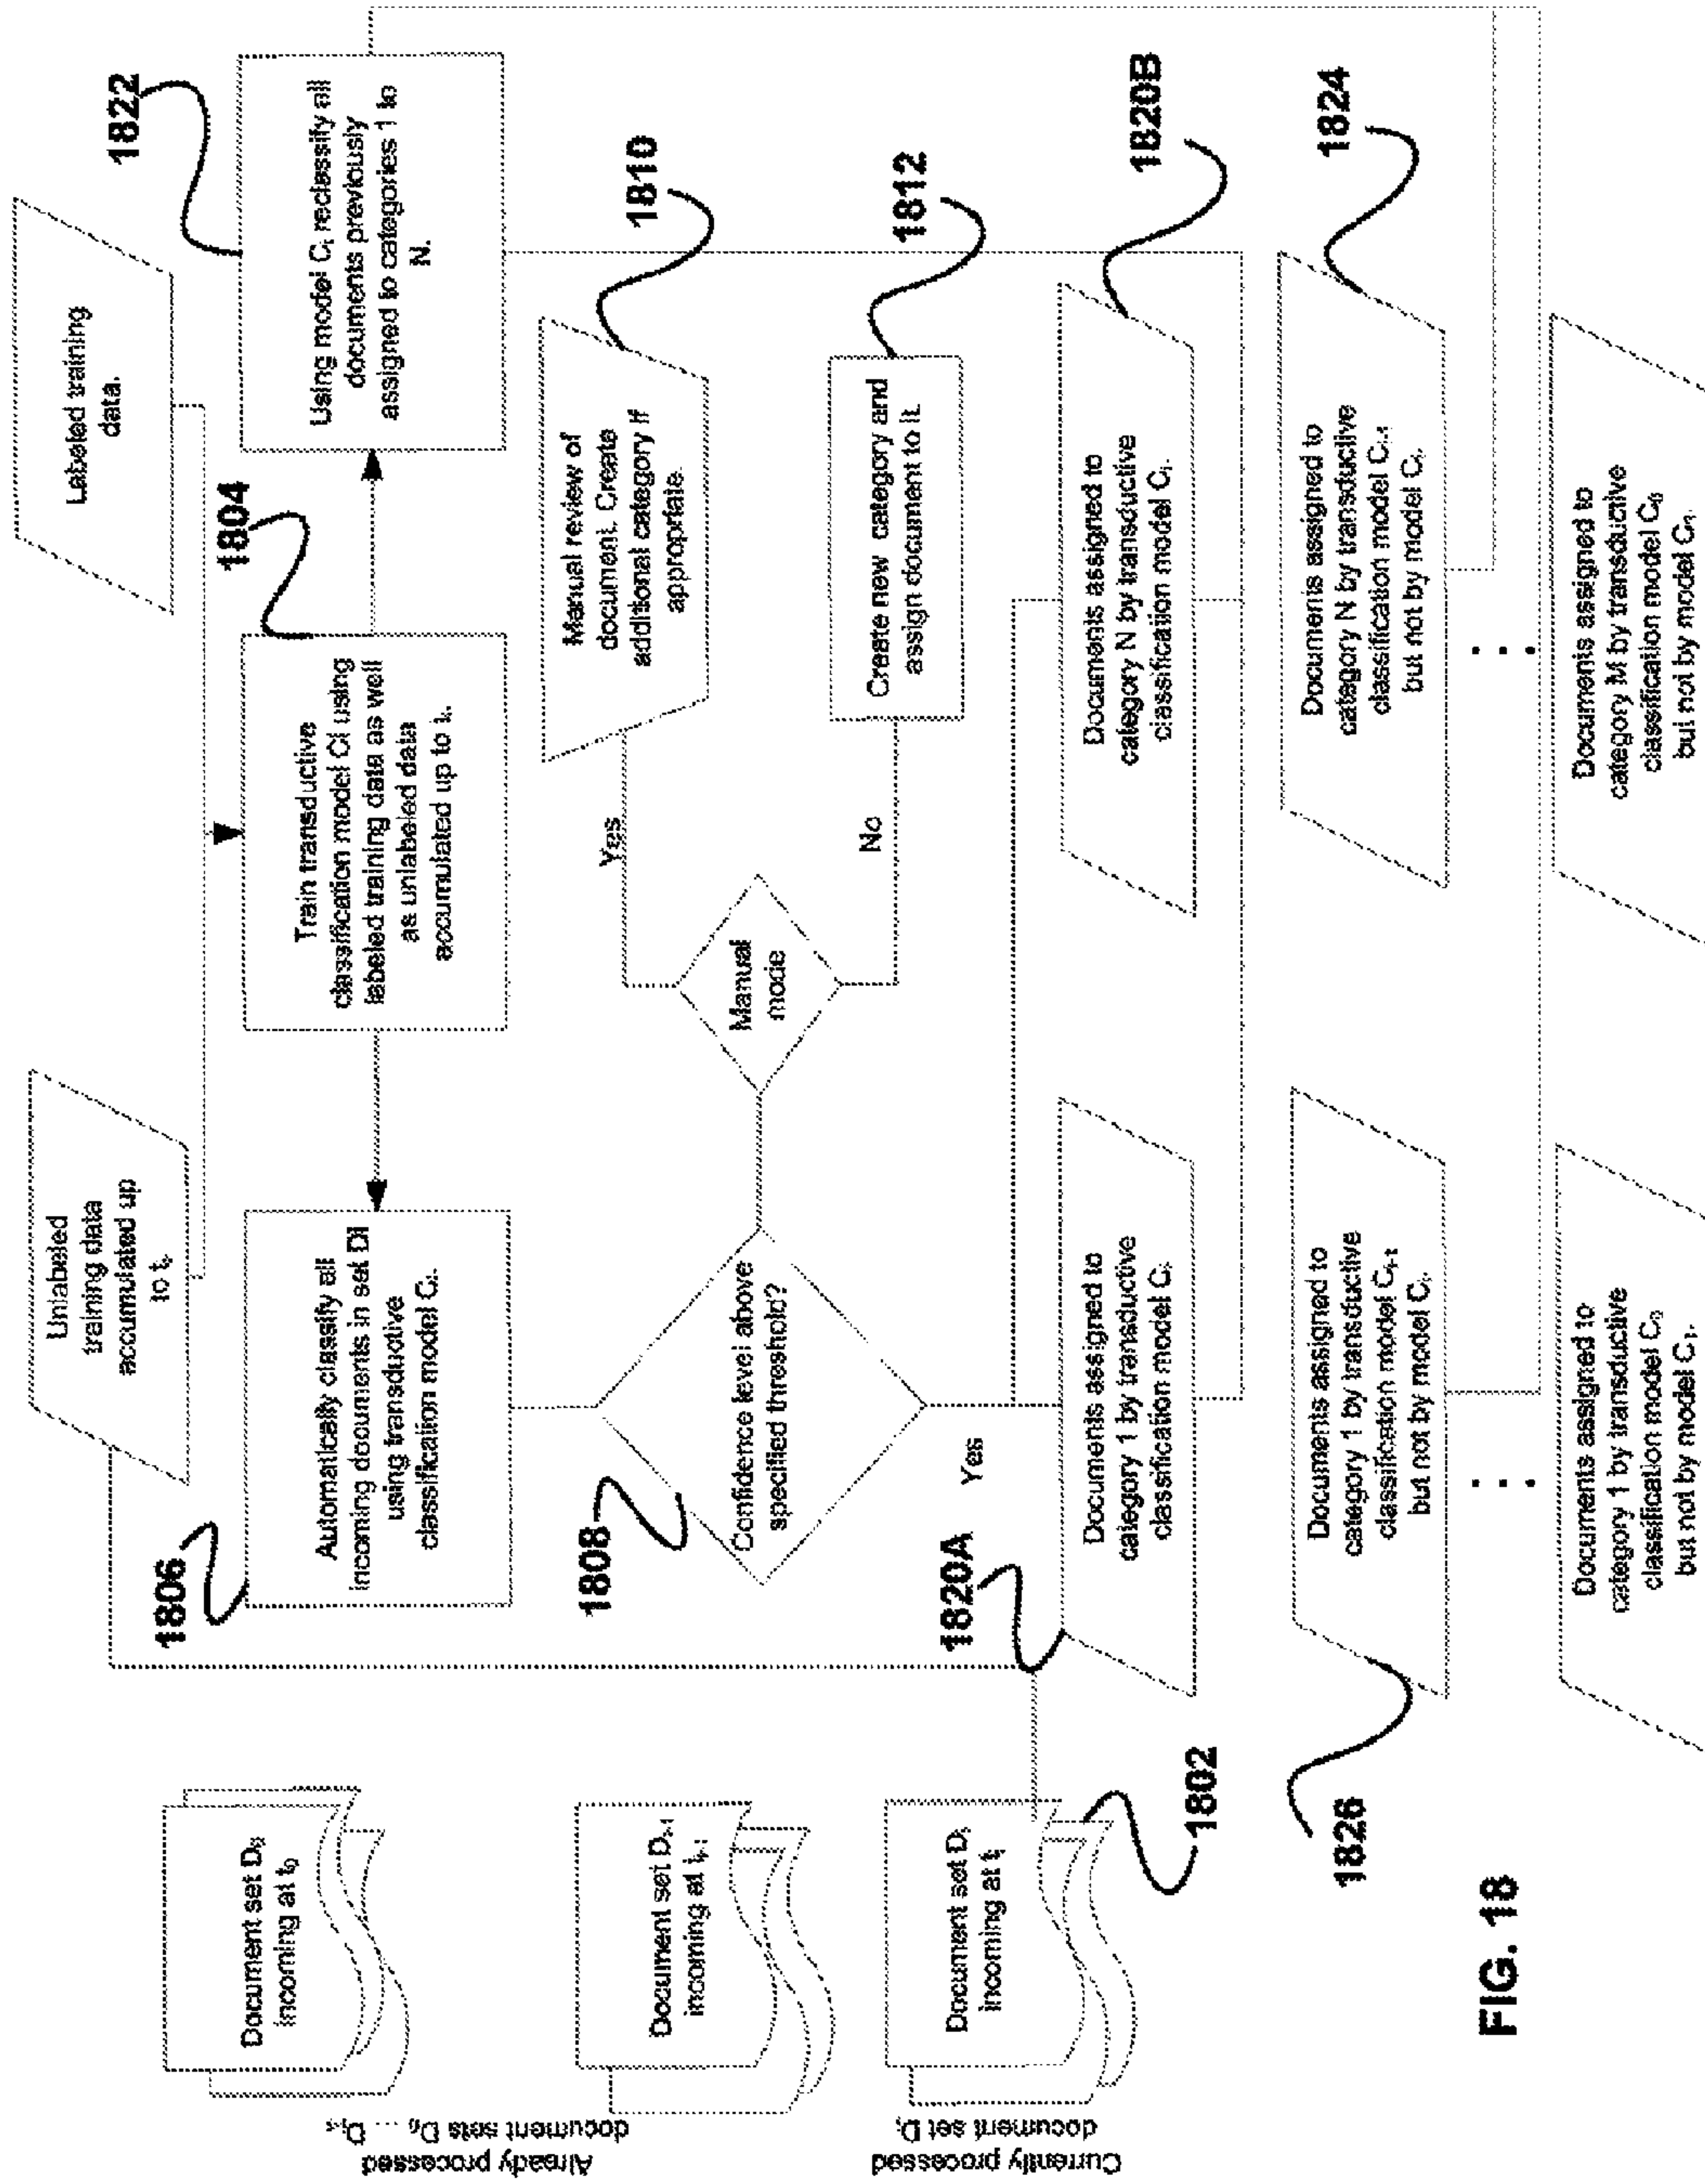 Already processed
document sets D₀ ... Dᵢ₋₁
Currently processed
document set Dᵢ
Document set D₀
incoming at t₀
Document set Dᵢ₋₁
incoming at tᵢ₋₁
Document set Dᵢ
incoming at tᵢ
1802
Unlabeled
training data
accumulated up
to tᵢ.
Labeled training
data.
1804
Train transductive
classification model Ci using
labeled training data as well
as unlabeled data
accumulated up to tᵢ.
1806
Automatically classify all
incoming documents in set Di
using transductive
classification model Cᵢ.
1822
Using model Cᵢ reclassify all
documents previously
assigned to categories 1 to
N.
1808
Confidence level above
specified threshold?
Manual
mode
Yes
No
1810
Manual review of
document. Create
additional category if
appropriate.
1812
Create new category and
assign document to it.
Yes
1820A
Documents assigned to
category 1 by transductive
classification model Cᵢ.
1820B
Documents assigned to
category N by transductive
classification model Cᵢ.
1826
Documents assigned to
category 1 by transductive
classification model Cᵢ₋₁
but not by model Cᵢ.
1824
Documents assigned to
category N by transductive
classification model Cᵢ₋₁
but not by model Cᵢ.
...
...
Documents assigned to
category 1 by transductive
classification model C₀
but not by model C₁.
Documents assigned to
category M by transductive
classification model C₀
but not by model C₁.
FIG. 18